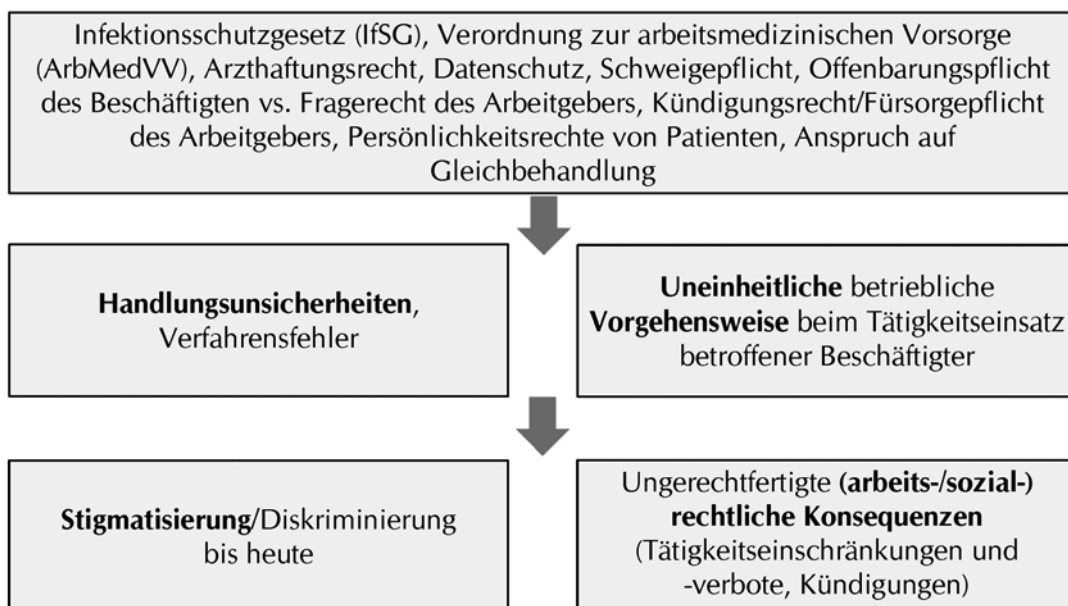 Infektionsschutzgesetz (IfSG), Verordnung zur arbeitsmedizinischen Vorsorge
(ArbMedVV), Arzthaftungsrecht, Datenschutz, Schweigepflicht, Offenbarungspflicht
des Beschäftigten vs. Fragerecht des Arbeitgebers, Kündigungsrecht/Fürsorgepflicht
des Arbeitgebers, Persönlichkeitsrechte von Patienten, Anspruch auf
Gleichbehandlung
Handlungsunsicherheiten,
Verfahrensfehler
Uneinheitliche betriebliche
Vorgehensweise beim Tätigkeitseinsatz
betroffener Beschäftigter
Stigmatisierung/Diskriminierung
bis heute
Ungerechtfertigte (arbeits-/sozial-)
rechtliche Konsequenzen
(Tätigkeitseinschränkungen und
-verbote, Kündigungen)